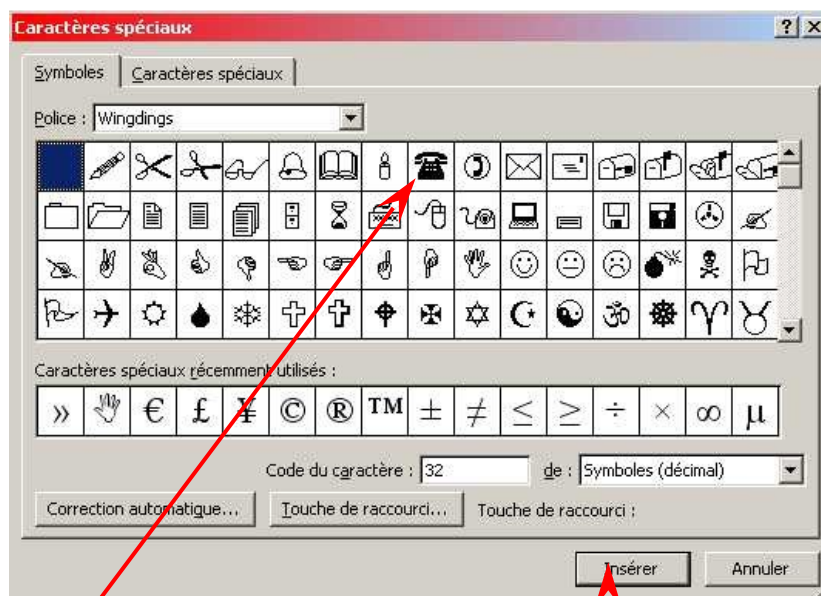 Caractères spéciaux
Symboles Caractères spéciaux
Police : Wingdings
Caractères spéciaux récemment utilisés :
» € £ ¥ © ® TM ± ≠ ≤ ≥ ÷ × ∞ µ
Code du caractère : 32 de : Symboles (décimal)
Correction automatique... Touche de raccourci... Touche de raccourci :
Insérer Annuler